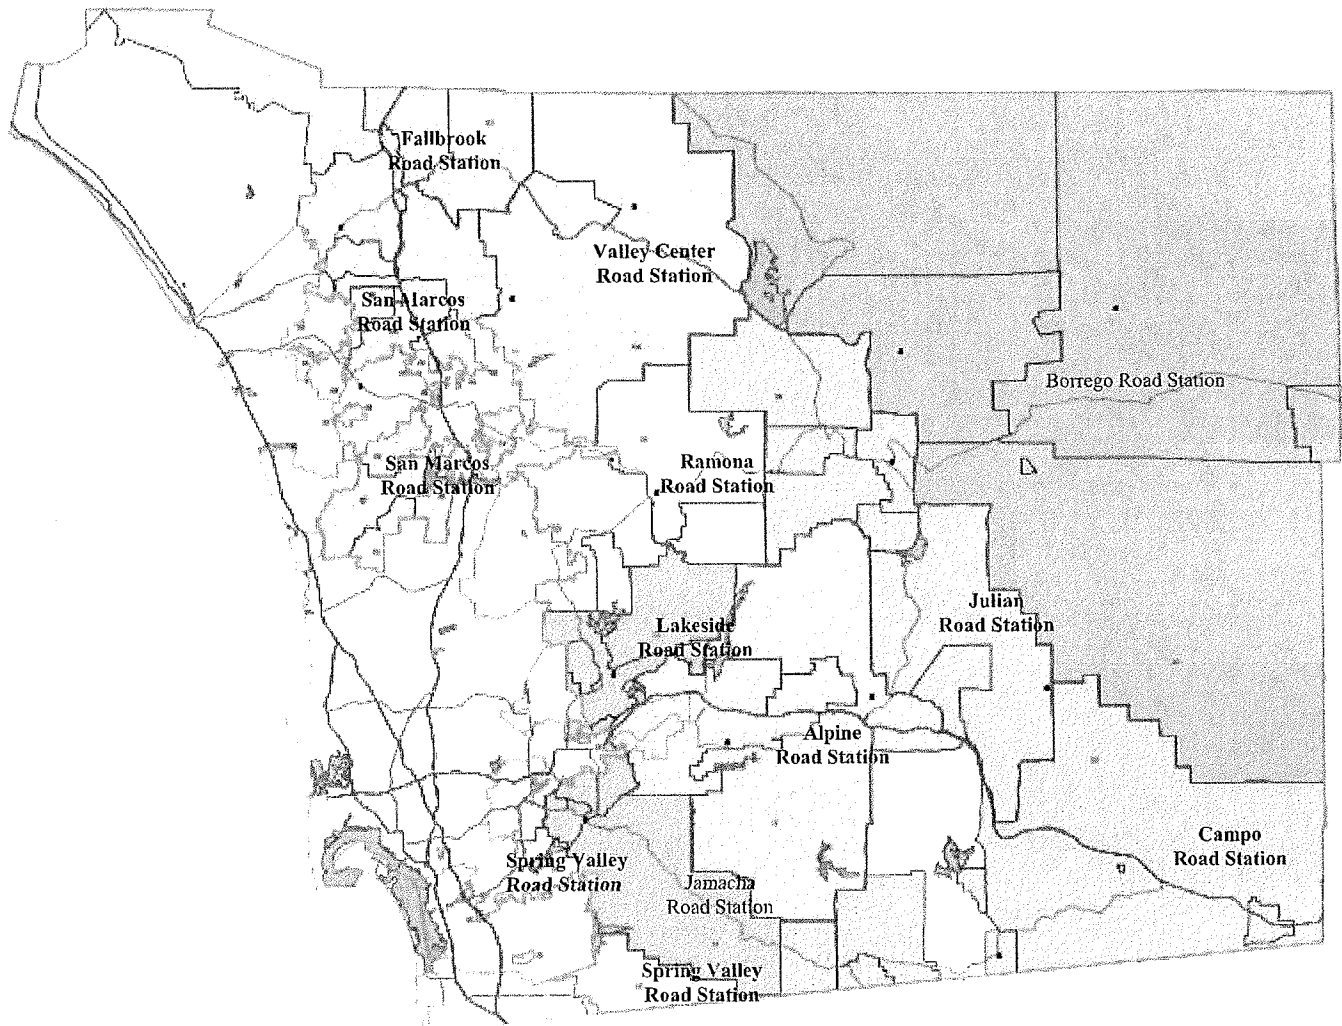 Fallbrook
Road Station
Valley Center
Road Station
San Marcos
Road Station
Borrego Road Station
San Marcos
Road Station
Ramona
Road Station
Julian
Road Station
Lakeside
Road Station
Alpine
Road Station
Campo
Road Station
Spring Valley
Road Station
Jamacha
Road Station
Spring Valley
Road Station